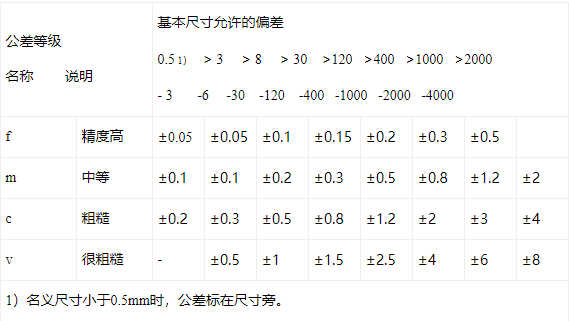 基本尺寸允许的偏差
公差等级
0.5 1) > 3 > 8 > 30 >120 >400 >1000 >2000
名称 说明
- 3 -6 -30 -120 -400 -1000 -2000 -4000
f 精度高 ±0.05 ±0.05 ±0.1 ±0.15 ±0.2 ±0.3 ±0.5
m 中等 ±0.1 ±0.1 ±0.2 ±0.3 ±0.5 ±0.8 ±1.2 ±2
c 粗糙 ±0.2 ±0.3 ±0.5 ±0.8 ±1.2 ±2 ±3 ±4
v 很粗糙 - ±0.5 ±1 ±1.5 ±2.5 ±4 ±6 ±8
1）名义尺寸小于0.5mm时，公差标在尺寸旁。